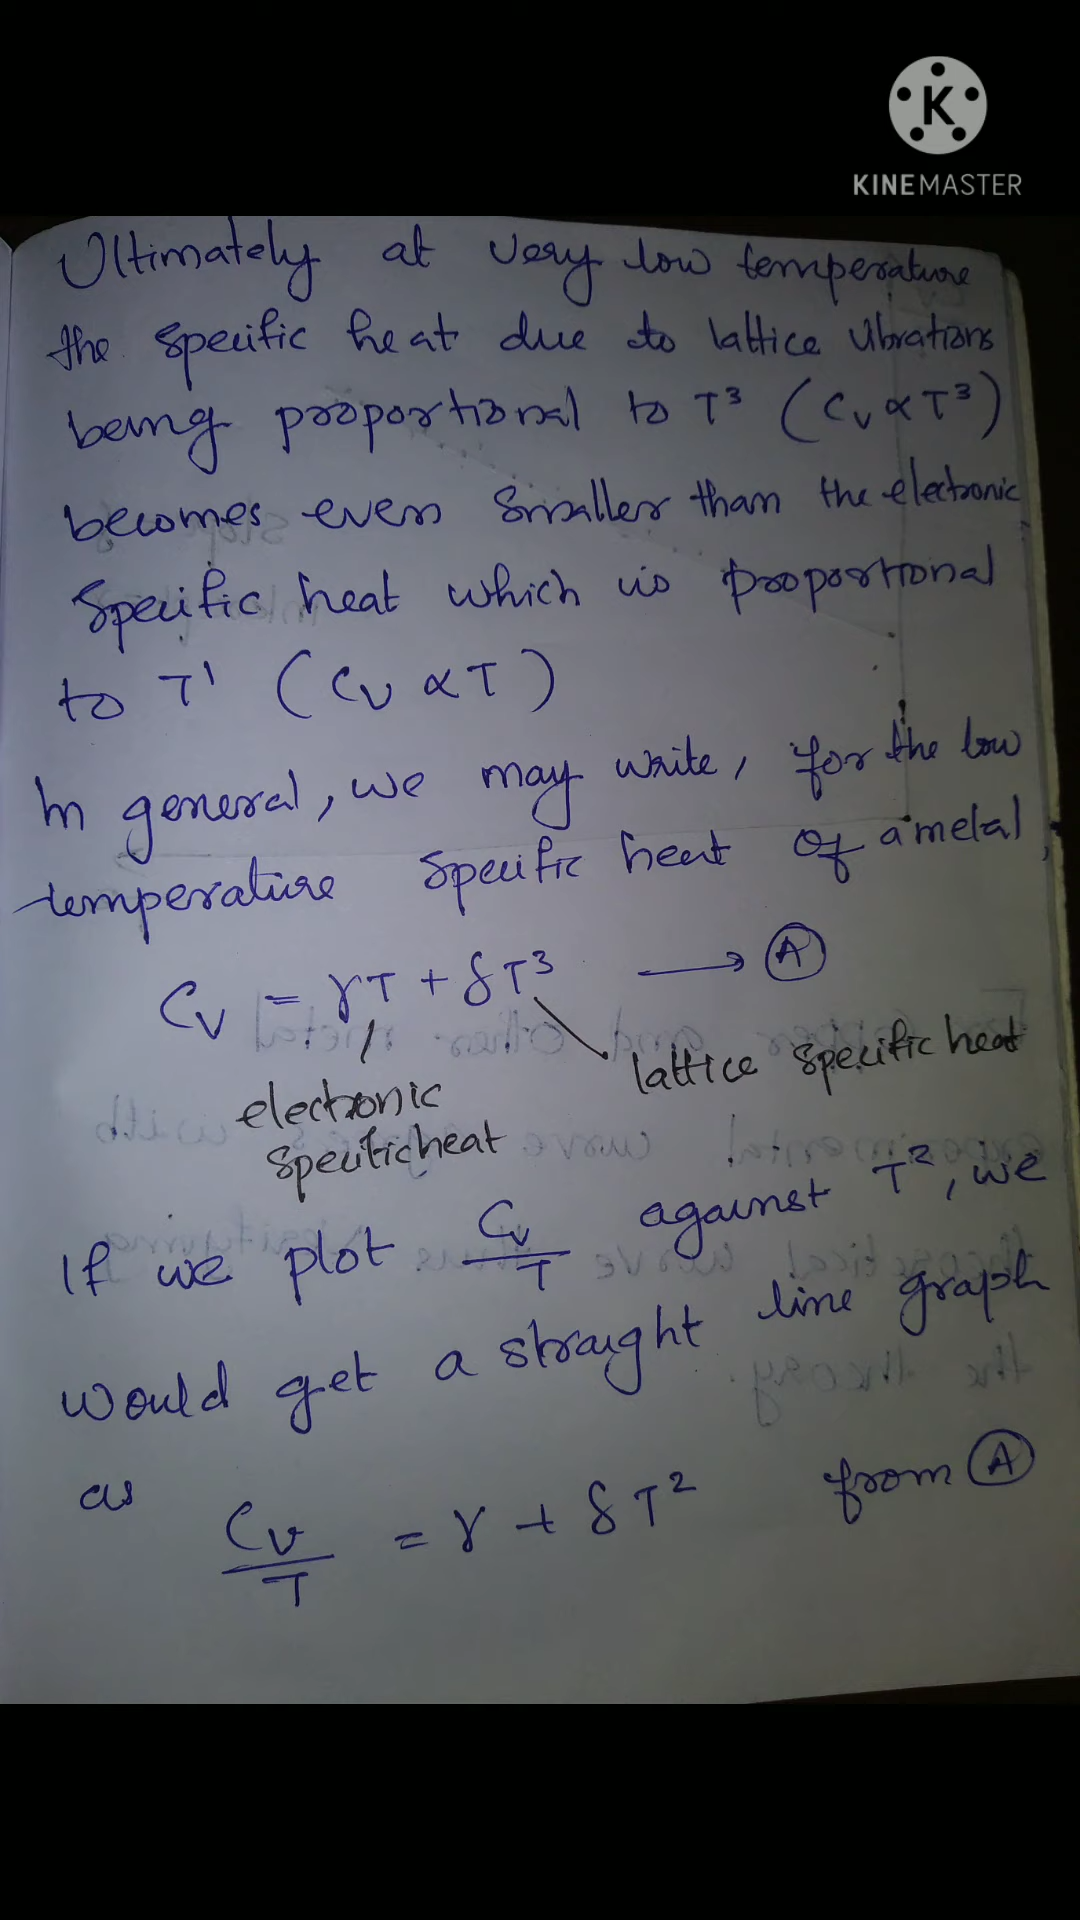 K
KINEMASTER
Ultimately at very low temperature
the specific heat due to lattice vibrations
being proportional to T³ (Cv ∝ T³)
becomes even smaller than the electronic
specific heat which is proportional
to T¹ (Cv ∝ T)
In general, we may write, for the low
temperature specific heat of a metal,
Cv = γT + δT³ → Ⓐ
lattice specific heat
electronic
specific heat
If we plot Cv/T against T², we
would get a straight line graph
as Cv/T = γ + δT² from Ⓐ